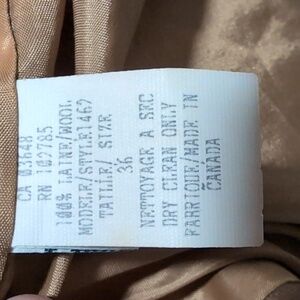 CA 03648
RN 102785
100% LAINE/WOOL
MODELE/STYLE1462
TAILLE/ SIZE
36
NETTOYAGE A SEC
DRY CLEAN ONLY
FABRIQUE/MADE IN
CANADA